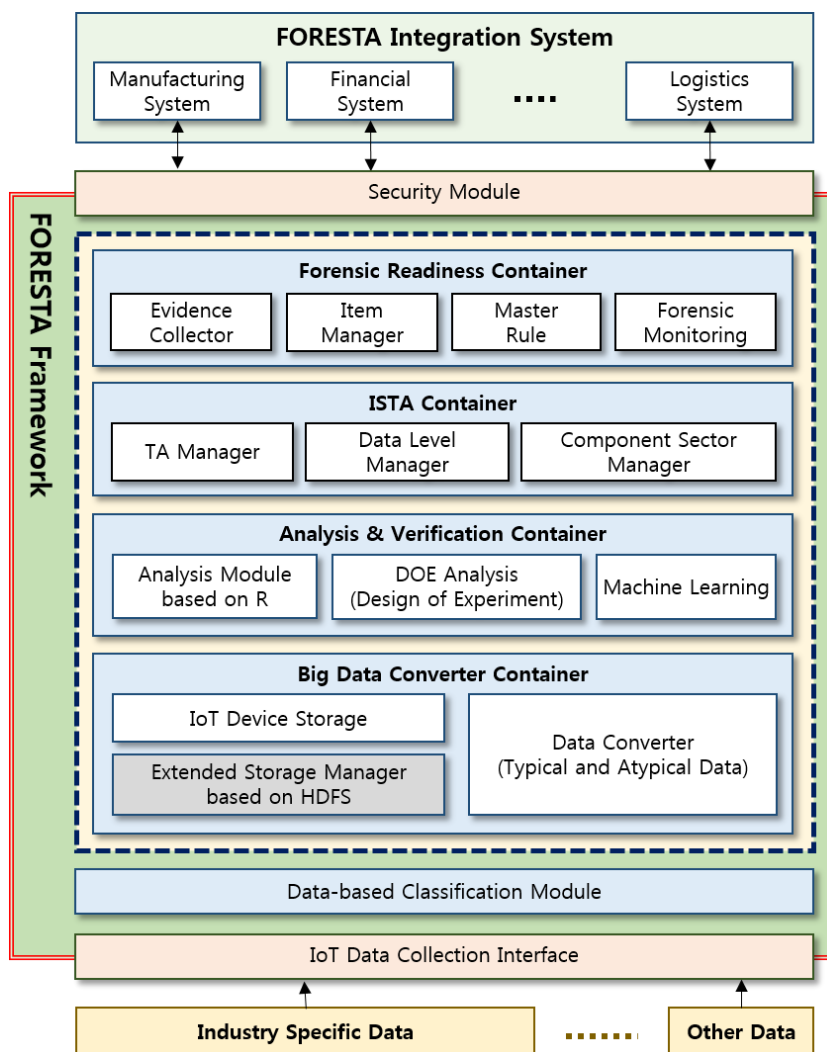 FORESTA Integration System
Manufacturing
System
Financial
System
....
Logistics
System
Security Module
FORESTA Framework
Forensic Readiness Container
Evidence
Collector
Item
Manager
Master
Rule
Forensic
Monitoring
ISTA Container
TA Manager
Data Level
Manager
Component Sector
Manager
Analysis & Verification Container
Analysis Module
based on R
DOE Analysis
(Design of Experiment)
Machine Learning
Big Data Converter Container
IoT Device Storage
Extended Storage Manager
based on HDFS
Data Converter
(Typical and Atypical Data)
Data-based Classification Module
IoT Data Collection Interface
Industry Specific Data
Other Data